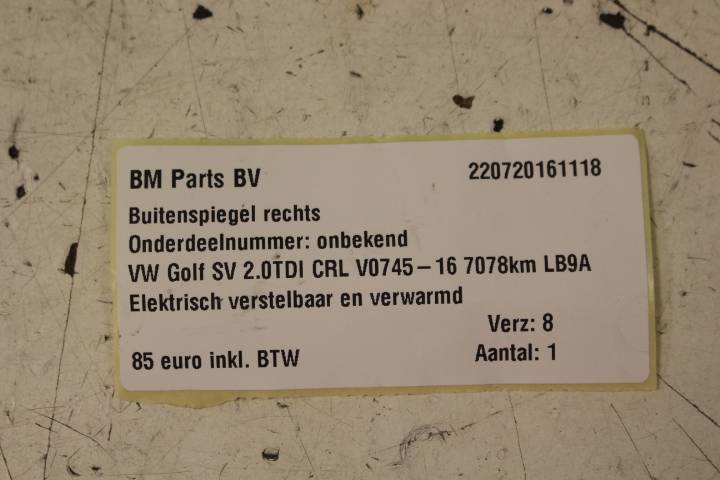 BM Parts BV 220720161118
Buitenspiegel rechts
Onderdeelnummer: onbekend
VW Golf SV 2.0TDI CRL V0745-16 7078km LB9A
Elektrisch verstelbaar en verwarmd
Verz: 8
85 euro inkl. BTW Aantal: 1